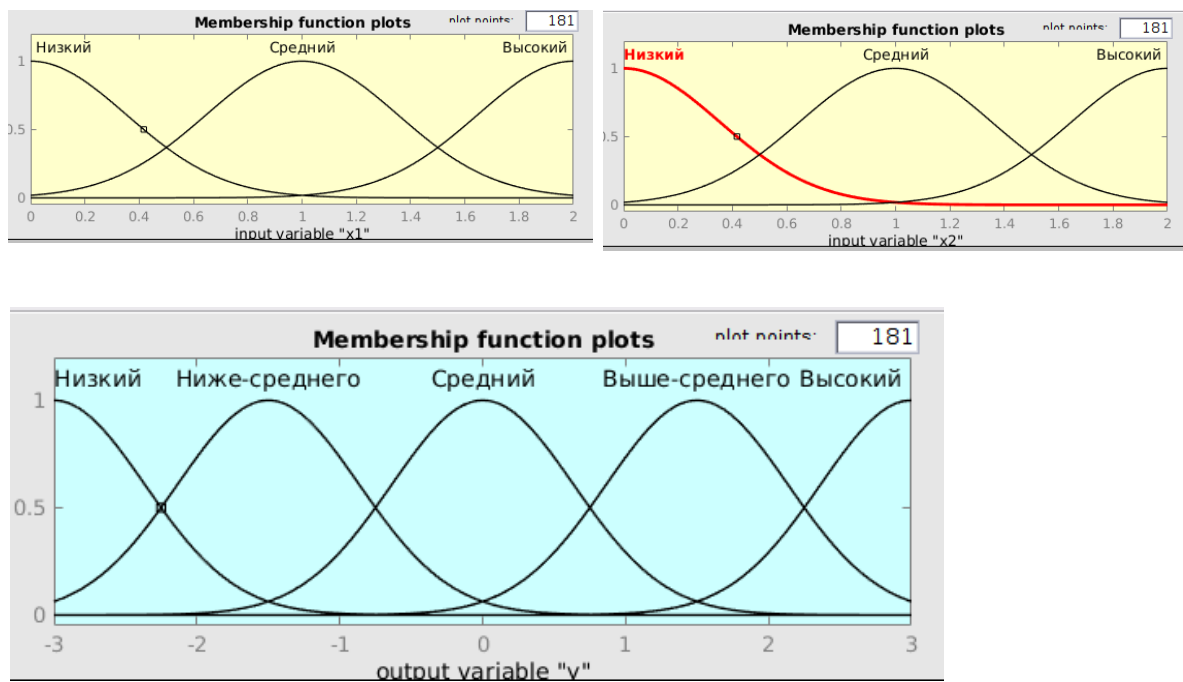 Membership function plots plot points: 181
Низкий Средний Высокий
1
0.5
0
0 0.2 0.4 0.6 0.8 1 1.2 1.4 1.6 1.8 2
input variable "x1"
Membership function plots plot points: 181
Низкий Средний Высокий
1
0.5
0
0 0.2 0.4 0.6 0.8 1 1.2 1.4 1.6 1.8 2
input variable "x2"
Membership function plots plot points: 181
Низкий Ниже-среднего Средний Выше-среднего Высокий
1
0.5
0
-3 -2 -1 0 1 2 3
output variable "y"